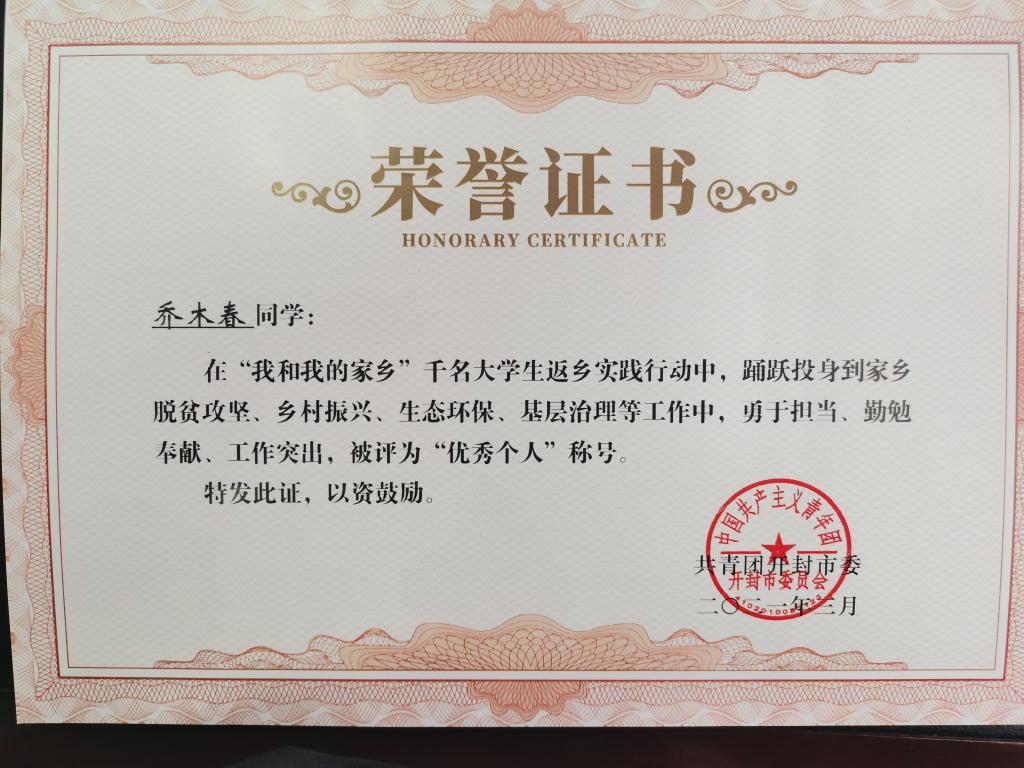 荣誉证书
HONORARY CERTIFICATE
乔木春同学：
在“我和我的家乡”千名大学生返乡实践行动中，踊跃投身到家乡
脱贫攻坚、乡村振兴、生态环保、基层治理等工作中，勇于担当、勤勉
奉献、工作突出，被评为“优秀个人”称号。
特发此证，以资鼓励。
中国共产主义青年团
共青团开封市委
开封市委员会
二〇二一年三月